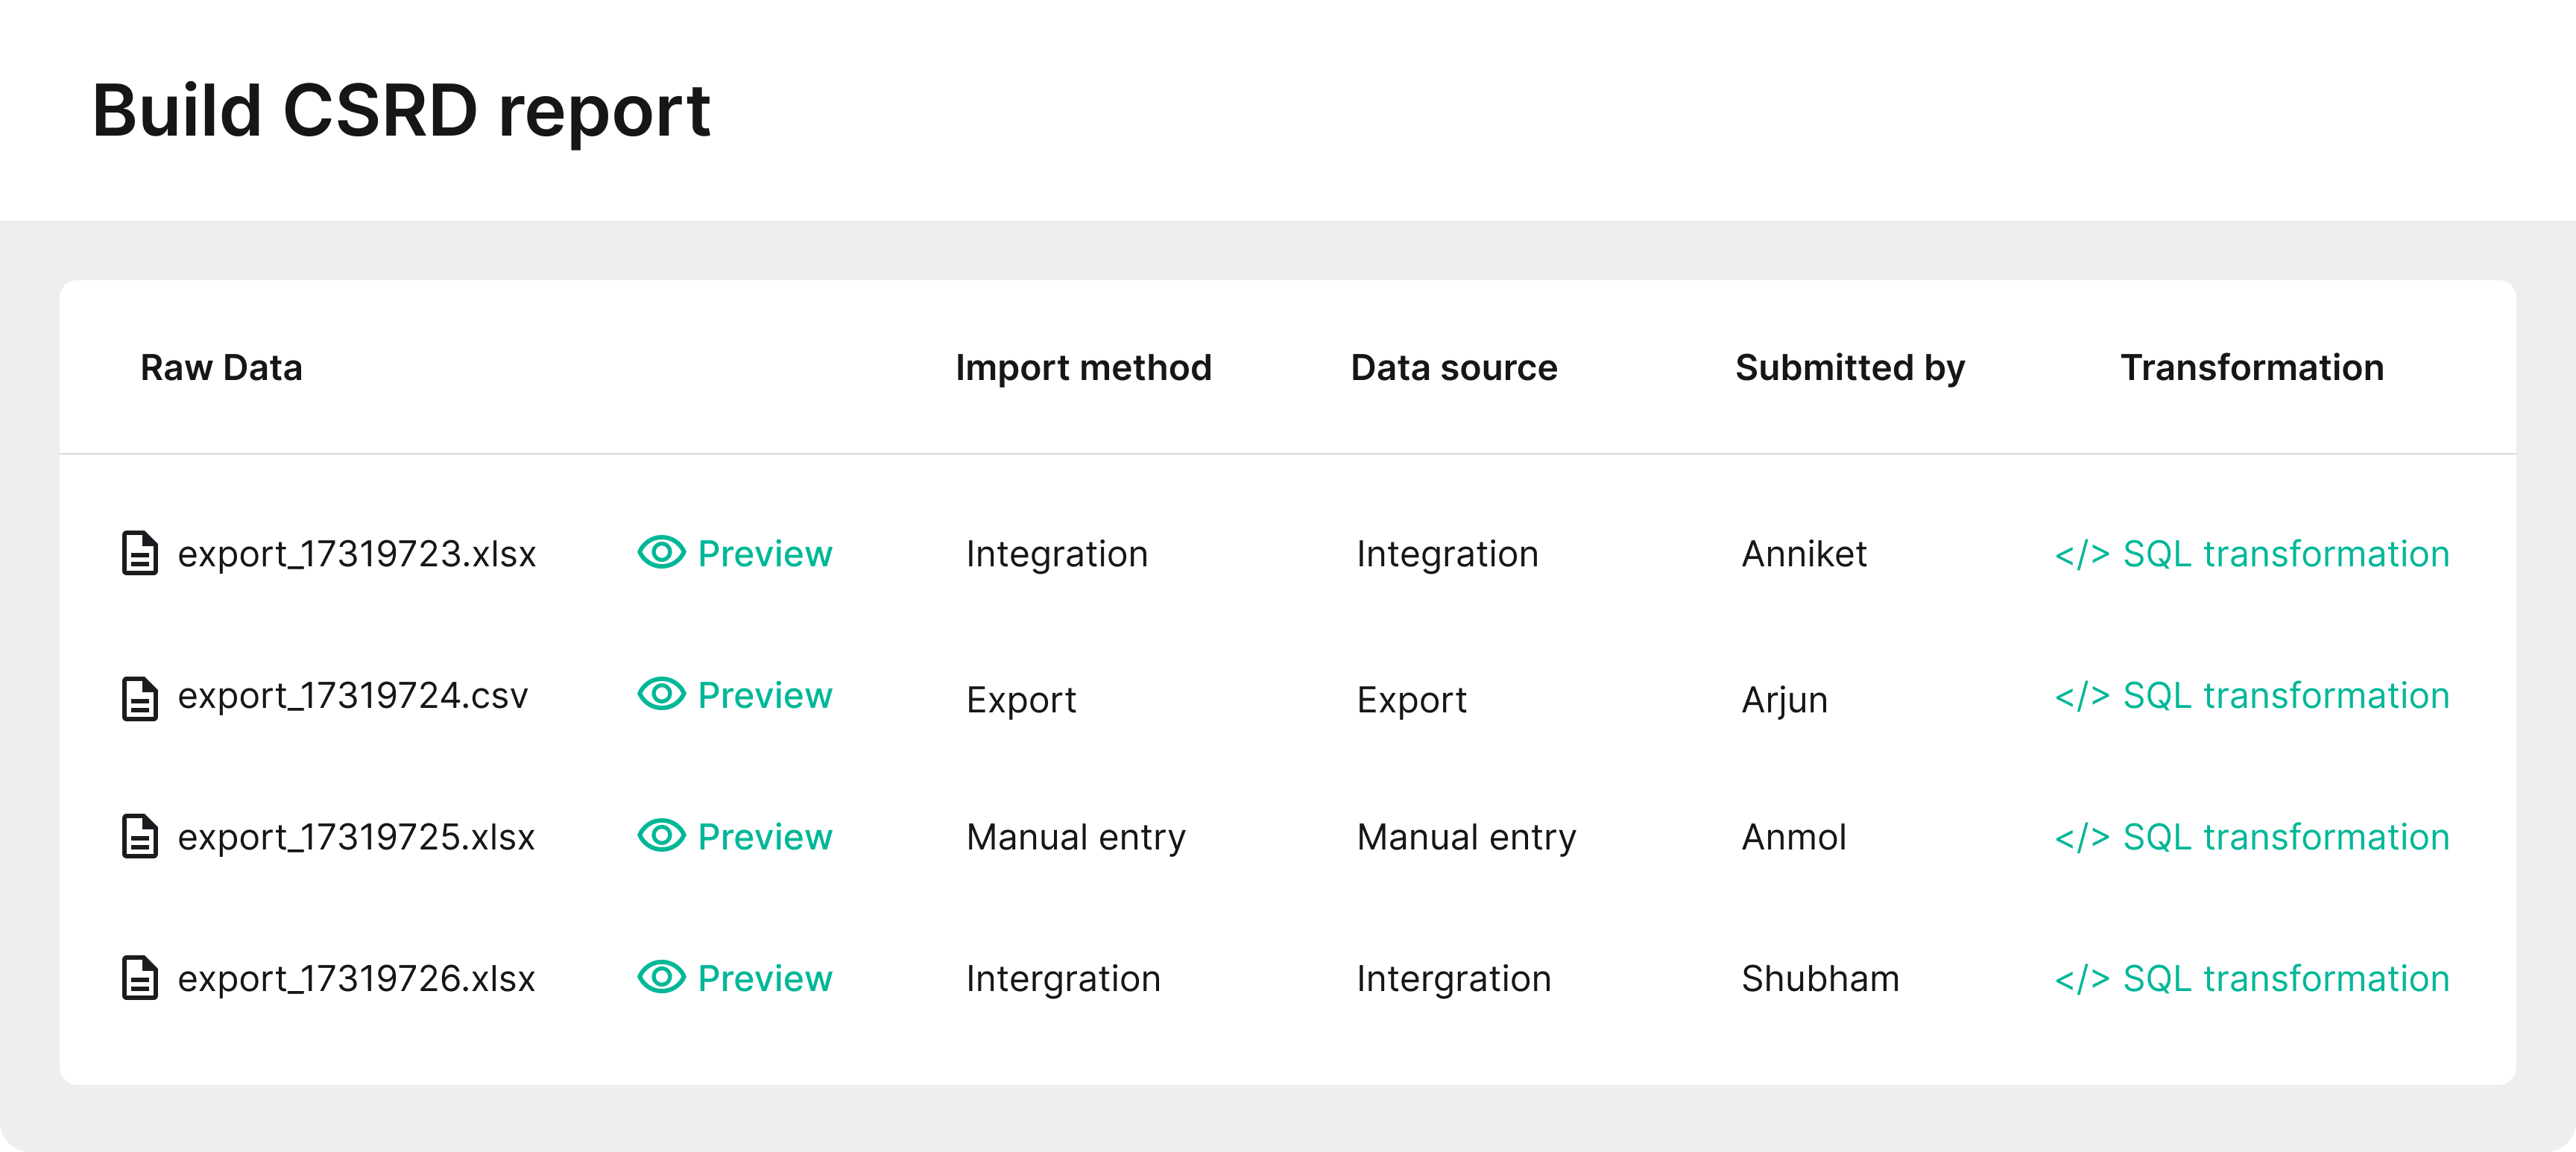 Build CSRD report
Raw Data Import method Data source Submitted by Transformation
export_17319723.xlsx Preview Integration Integration Anniket </> SQL transformation
export_17319724.csv Preview Export Export Arjun </> SQL transformation
export_17319725.xlsx Preview Manual entry Manual entry Anmol </> SQL transformation
export_17319726.xlsx Preview Intergration Intergration Shubham </> SQL transformation